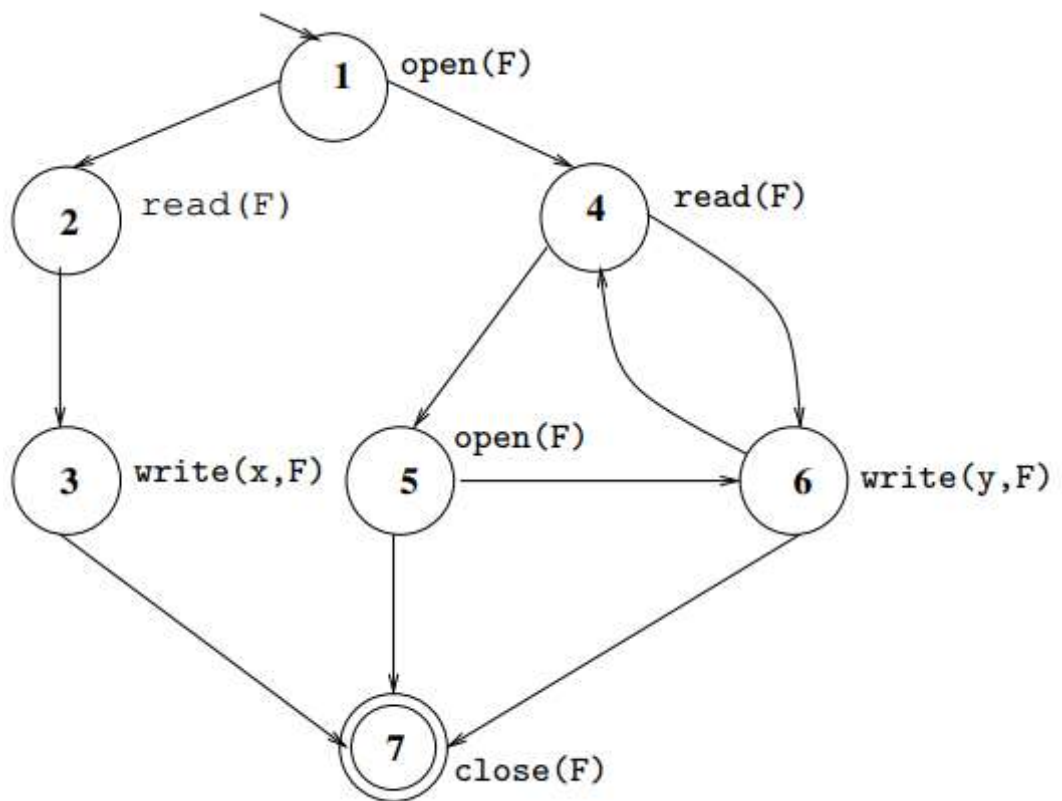 1
open(F)
2
read(F)
4
read(F)
3
write(x,F)
5
open(F)
6
write(y,F)
7
close(F)